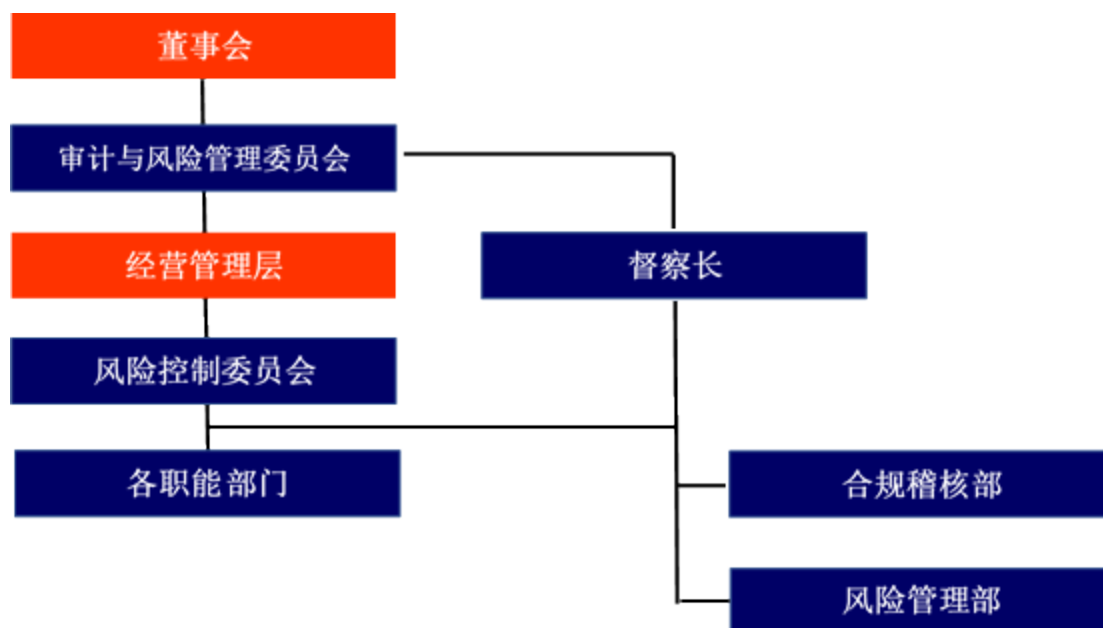 董事会
审计与风险管理委员会
经营管理层
督察长
风险控制委员会
各职能部门
合规稽核部
风险管理部